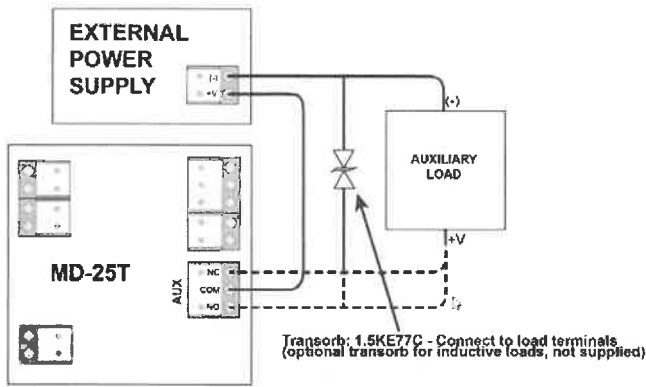 EXTERNAL
POWER
SUPPLY
(-)
+V
(-)
AUXILIARY
LOAD
+V
MD-25T
AUX
NC
COM
NO
Transorb: 1.5KE77C - Connect to load terminals
(optional transorb for inductive loads, not supplied)